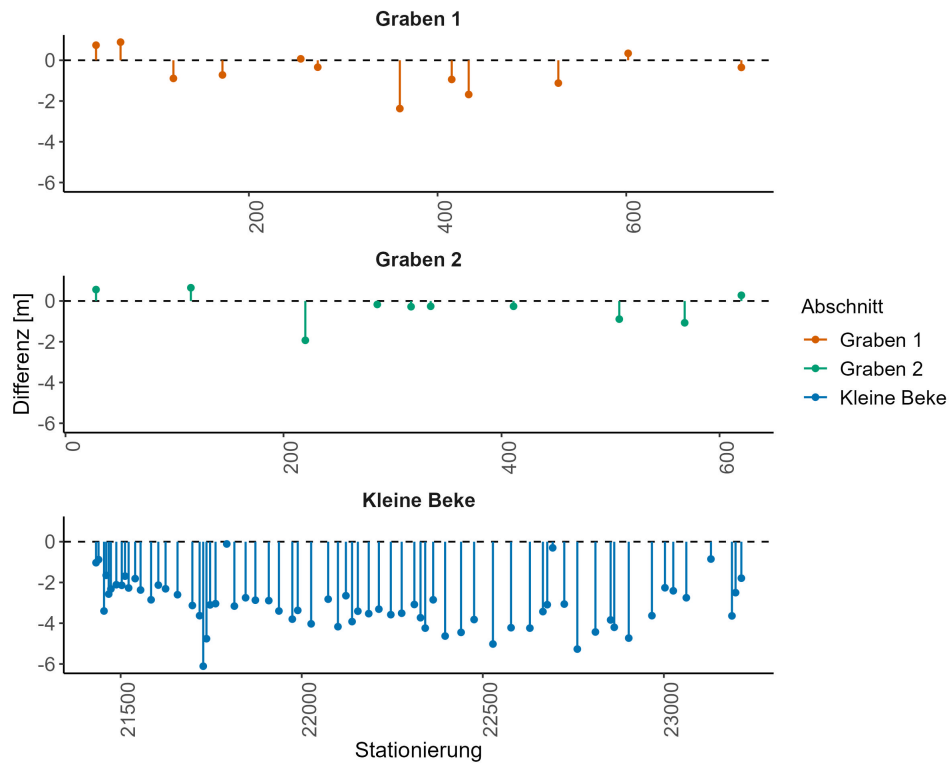 Graben 1
0
-2
-4
-6
200
400
600
Graben 2
0
-2
-4
-6
0
200
400
600
Kleine Beke
0
-2
-4
-6
21500
22000
22500
23000
Stationierung
Differenz [m]
Abschnitt
Graben 1
Graben 2
Kleine Beke